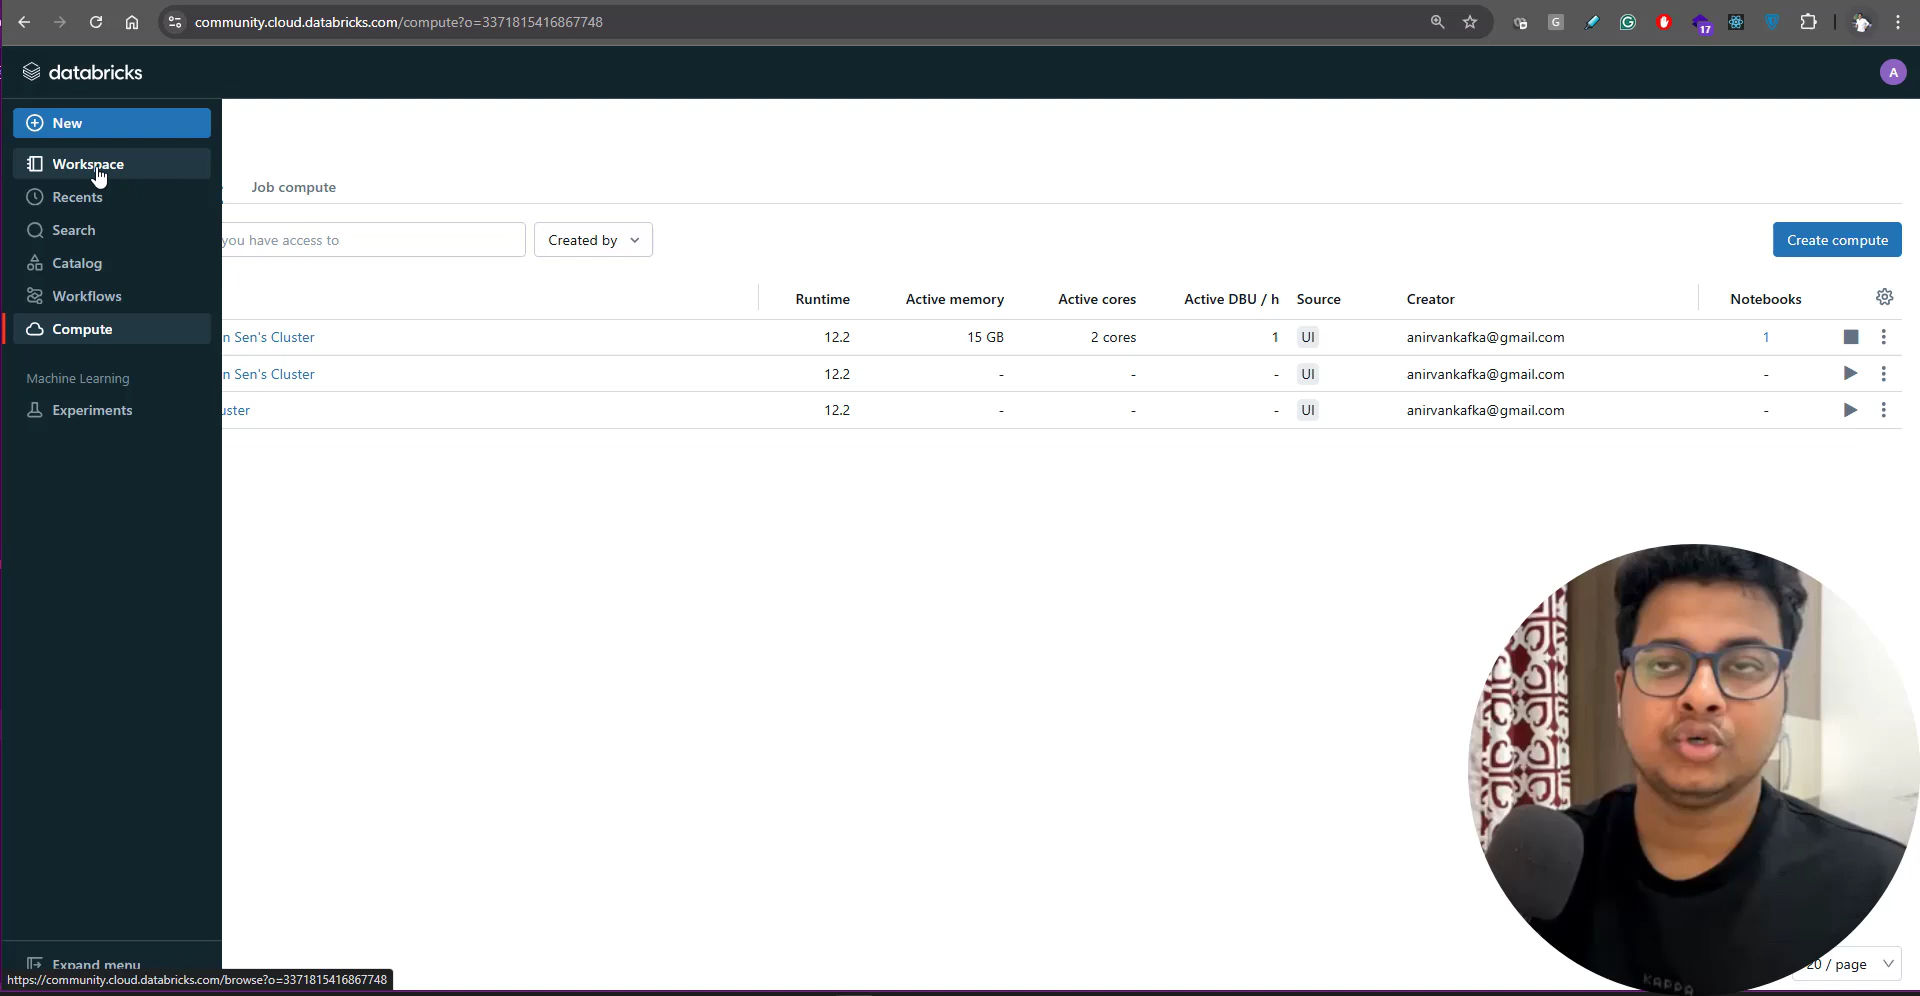 community.cloud.databricks.com/compute?o=3371815416867748
G
17
databricks
A
New
Workspace
Recents
Search
Catalog
Workflows
Compute
Machine Learning
Experiments
Expand menu
https://community.cloud.databricks.com/browse?o=3371815416867748
Job compute
you have access to
Created by
Create compute
Runtime Active memory Active cores Active DBU / h Source Creator Notebooks
n Sen's Cluster 12.2 15 GB 2 cores 1 UI anirvankafka@gmail.com 1
n Sen's Cluster 12.2 - - - UI anirvankafka@gmail.com -
uster 12.2 - - - UI anirvankafka@gmail.com -
20 / page
KAPPA